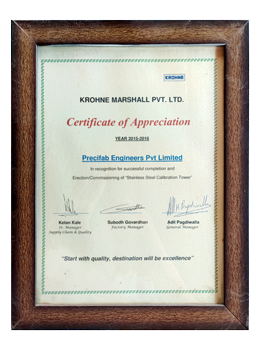 KROHNE
KROHNE MARSHALL PVT. LTD.
Certificate of Appreciation
YEAR 2015-2016
Precifab Engineers Pvt Limited
In recognition for successful completion and
Erection/Commissioning of "Stainless Steel Calibration Tower"
Ketan Kale Subodh Govardhan Adil Pagdiwalla
Sr. Manager Factory Manager General Manager
Supply Chain & Quality
"Start with quality, destination will be excellence"